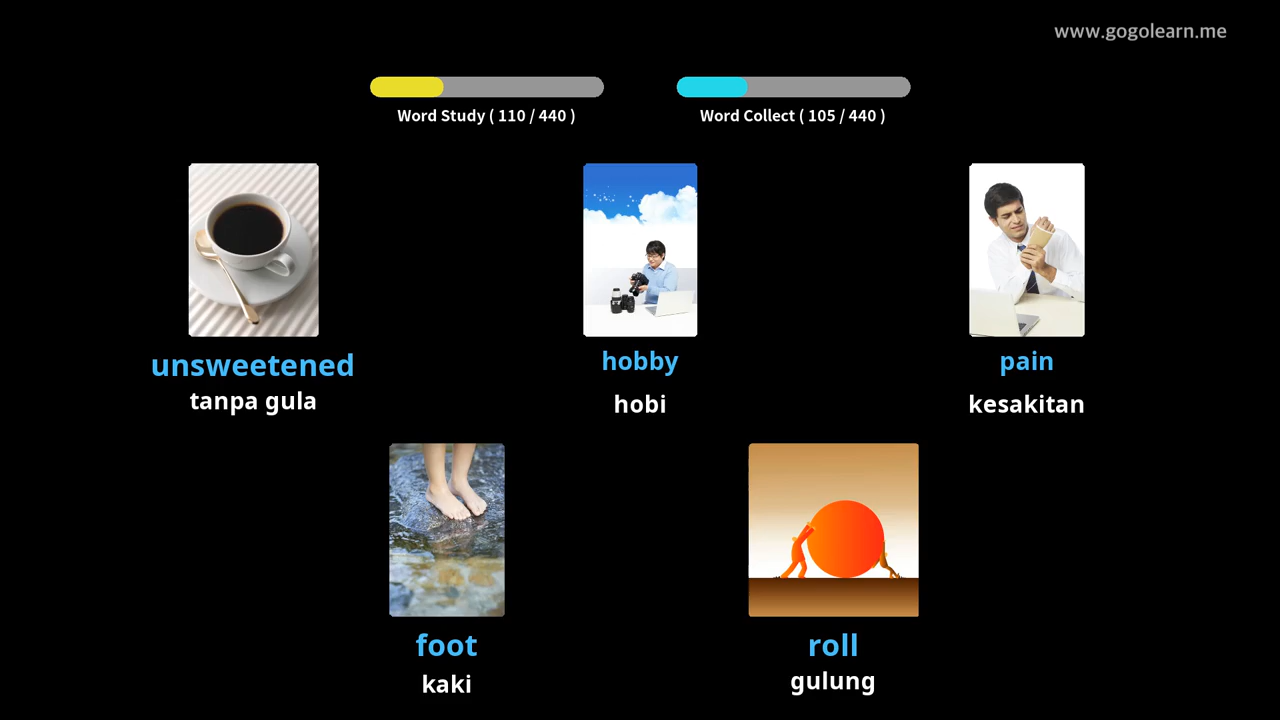 www.gogolearn.me
Word Study ( 110 / 440 )
Word Collect ( 105 / 440 )
unsweetened
tanpa gula
hobby
hobi
pain
kesakitan
foot
kaki
roll
gulung